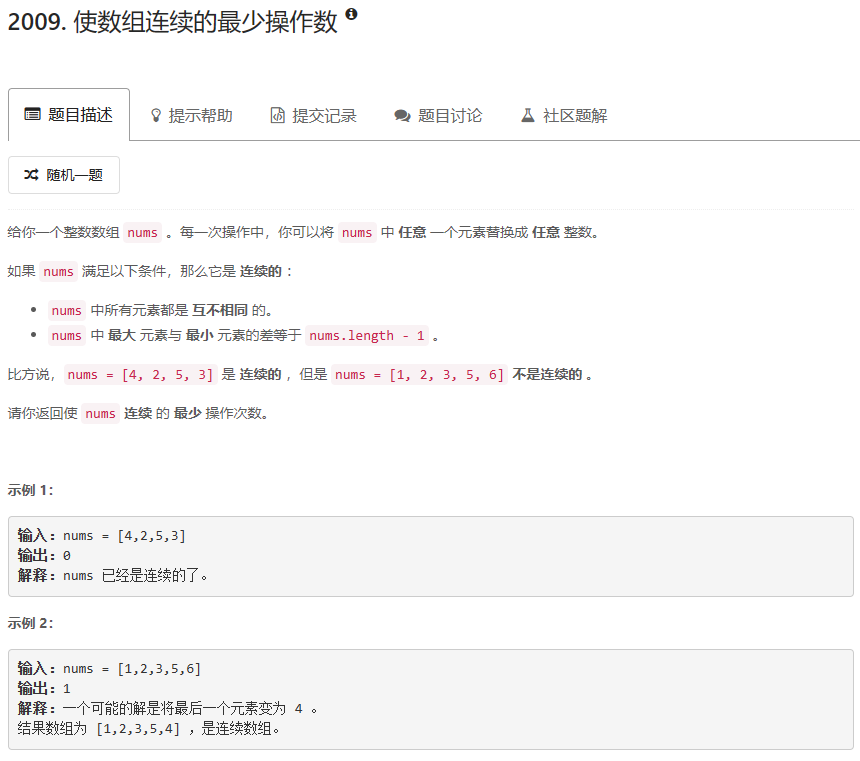 2009. 使数组连续的最少操作数
题目描述 提示帮助 提交记录 题目讨论 社区题解
随机一题
给你一个整数数组 nums 。每一次操作中，你可以将 nums 中 任意 一个元素替换成 任意 整数。
如果 nums 满足以下条件，那么它是 连续的 ：
nums 中所有元素都是 互不相同 的。
nums 中 最大 元素与 最小 元素的差等于 nums.length - 1 。
比方说，nums = [4, 2, 5, 3] 是 连续的 ，但是 nums = [1, 2, 3, 5, 6] 不是连续的 。
请你返回使 nums 连续 的 最少 操作次数。
示例 1：
输入：nums = [4,2,5,3]
输出：0
解释：nums 已经是连续的了。
示例 2：
输入：nums = [1,2,3,5,6]
输出：1
解释：一个可能的解是将最后一个元素变为 4 。
结果数组为 [1,2,3,5,4] ，是连续数组。